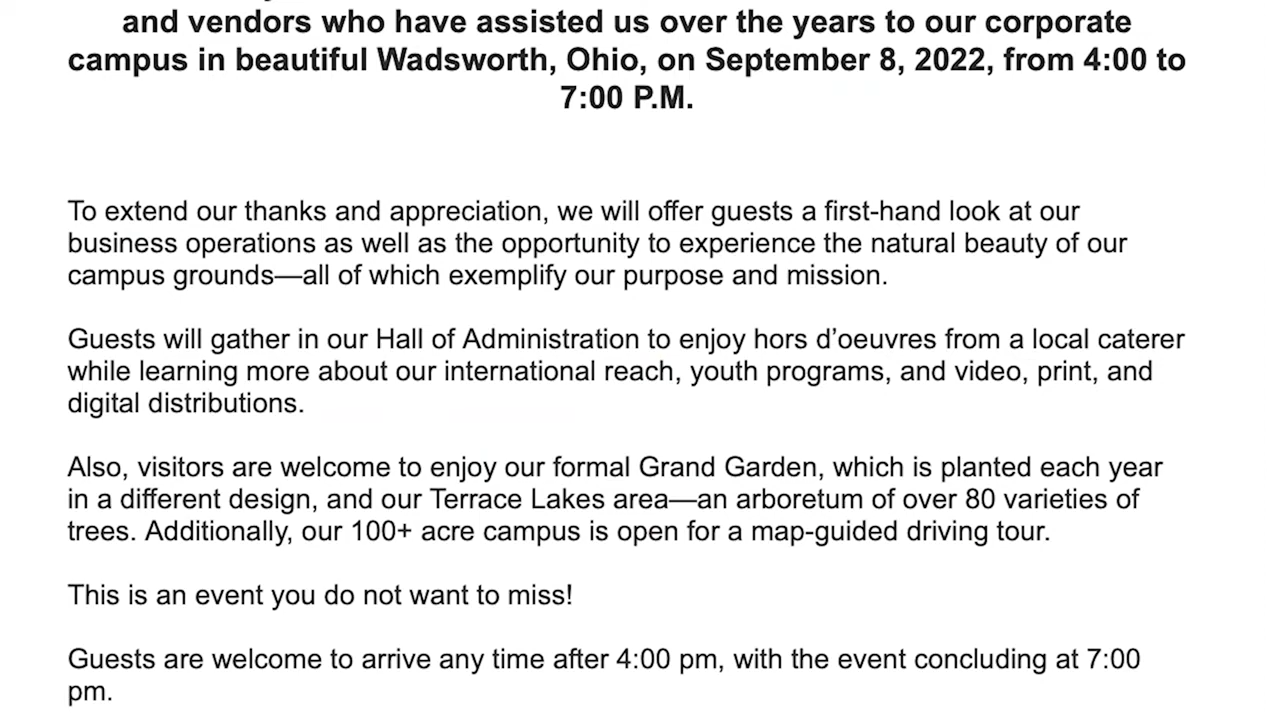 and vendors who have assisted us over the years to our corporate
campus in beautiful Wadsworth, Ohio, on September 8, 2022, from 4:00 to
7:00 P.M.
To extend our thanks and appreciation, we will offer guests a first-hand look at our
business operations as well as the opportunity to experience the natural beauty of our
campus grounds—all of which exemplify our purpose and mission.
Guests will gather in our Hall of Administration to enjoy hors d’oeuvres from a local caterer
while learning more about our international reach, youth programs, and video, print, and
digital distributions.
Also, visitors are welcome to enjoy our formal Grand Garden, which is planted each year
in a different design, and our Terrace Lakes area—an arboretum of over 80 varieties of
trees. Additionally, our 100+ acre campus is open for a map-guided driving tour.
This is an event you do not want to miss!
Guests are welcome to arrive any time after 4:00 pm, with the event concluding at 7:00
pm.